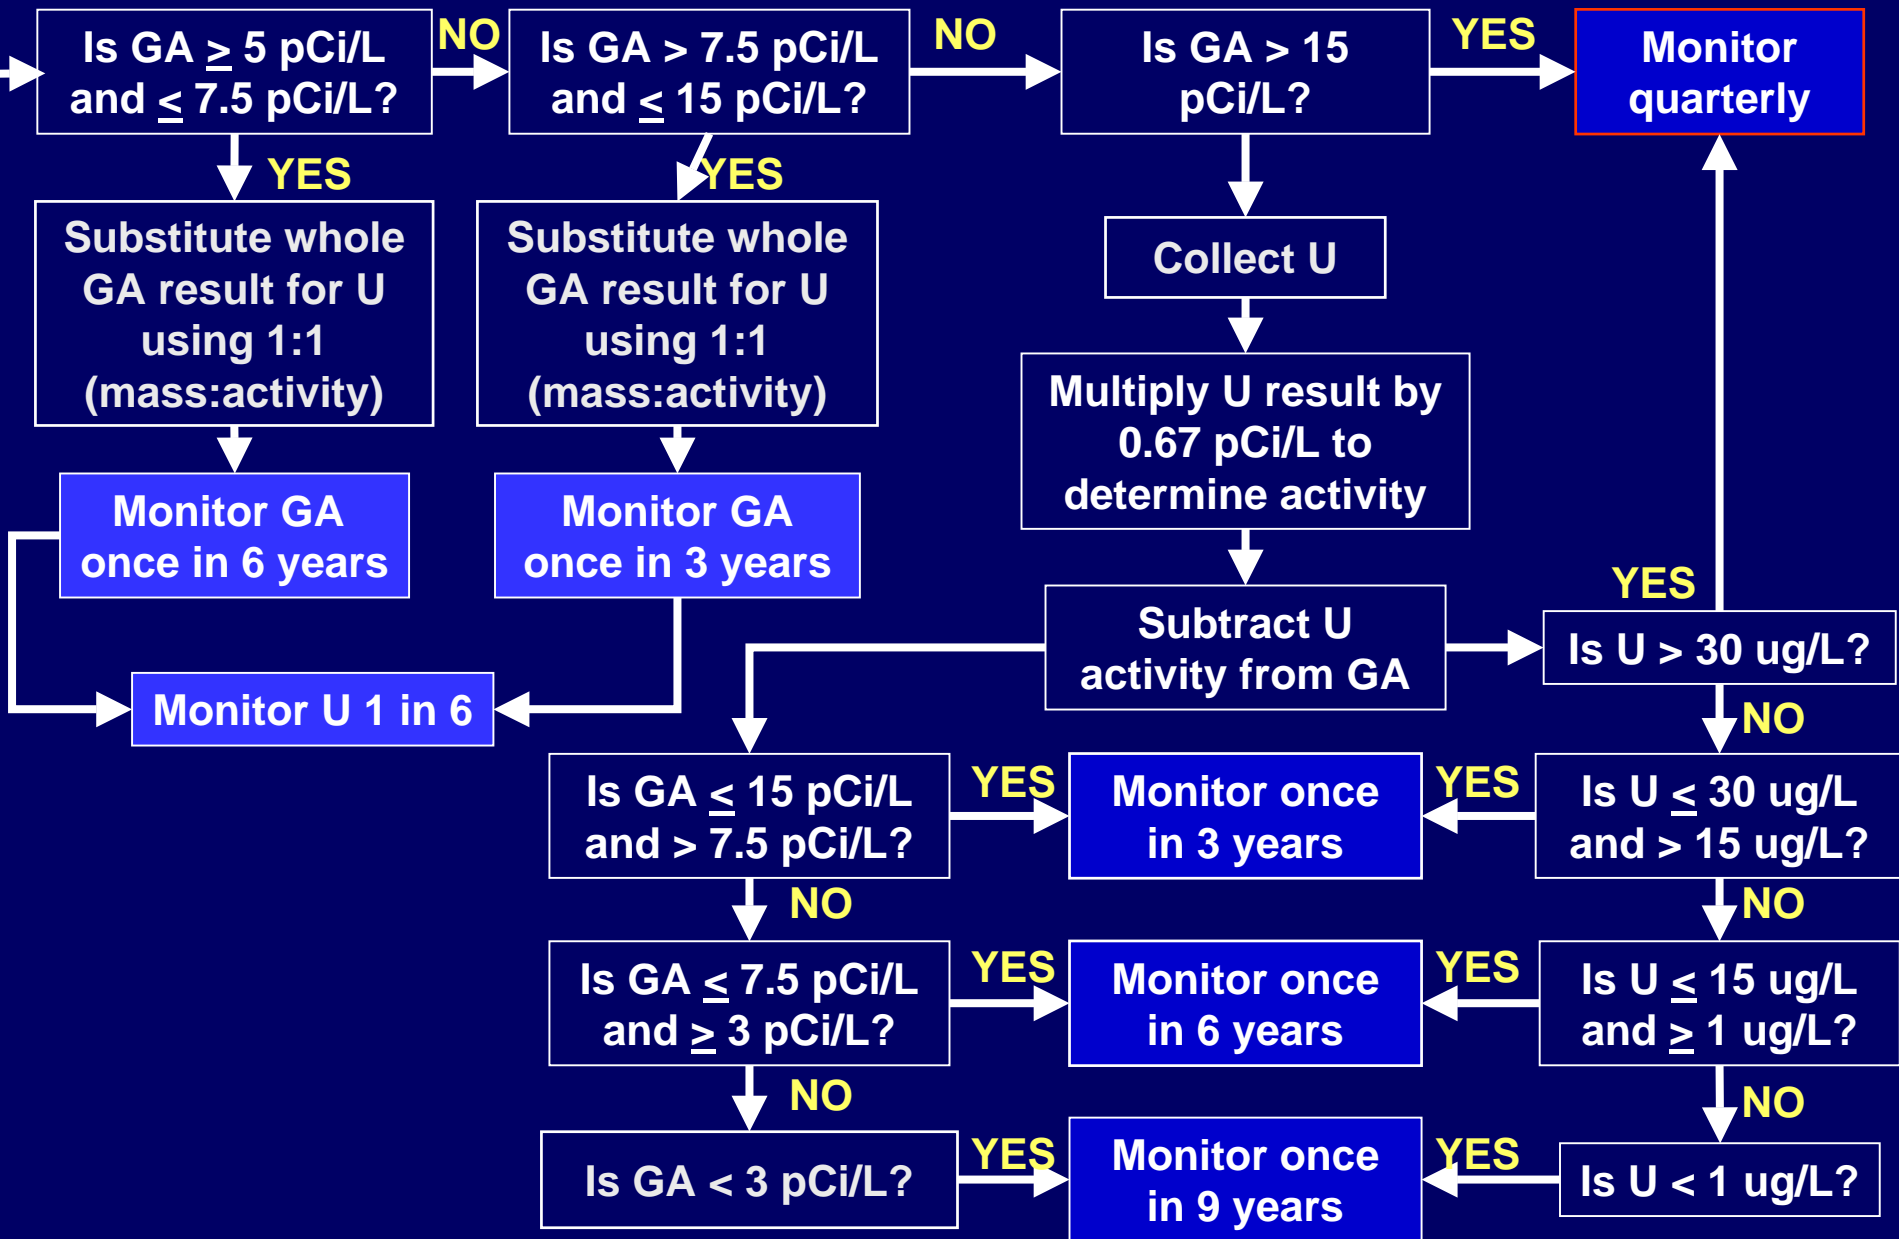 Is GA ≥ 5 pCi/L
and ≤ 7.5 pCi/L?
NO
Is GA > 7.5 pCi/L
and ≤ 15 pCi/L?
NO
Is GA > 15
pCi/L?
YES
Monitor
quarterly
YES
YES
Substitute whole
GA result for U
using 1:1
(mass:activity)
Substitute whole
GA result for U
using 1:1
(mass:activity)
Collect U
Multiply U result by
0.67 pCi/L to
determine activity
Monitor GA
once in 6 years
Monitor GA
once in 3 years
Subtract U
activity from GA
YES
Is U > 30 ug/L?
Monitor U 1 in 6
NO
Is GA ≤ 15 pCi/L
and > 7.5 pCi/L?
YES
Monitor once
in 3 years
YES
Is U ≤ 30 ug/L
and > 15 ug/L?
NO
NO
Is GA ≤ 7.5 pCi/L
and ≥ 3 pCi/L?
YES
Monitor once
in 6 years
YES
Is U ≤ 15 ug/L
and ≥ 1 ug/L?
NO
NO
Is GA < 3 pCi/L?
YES
Monitor once
in 9 years
YES
Is U < 1 ug/L?